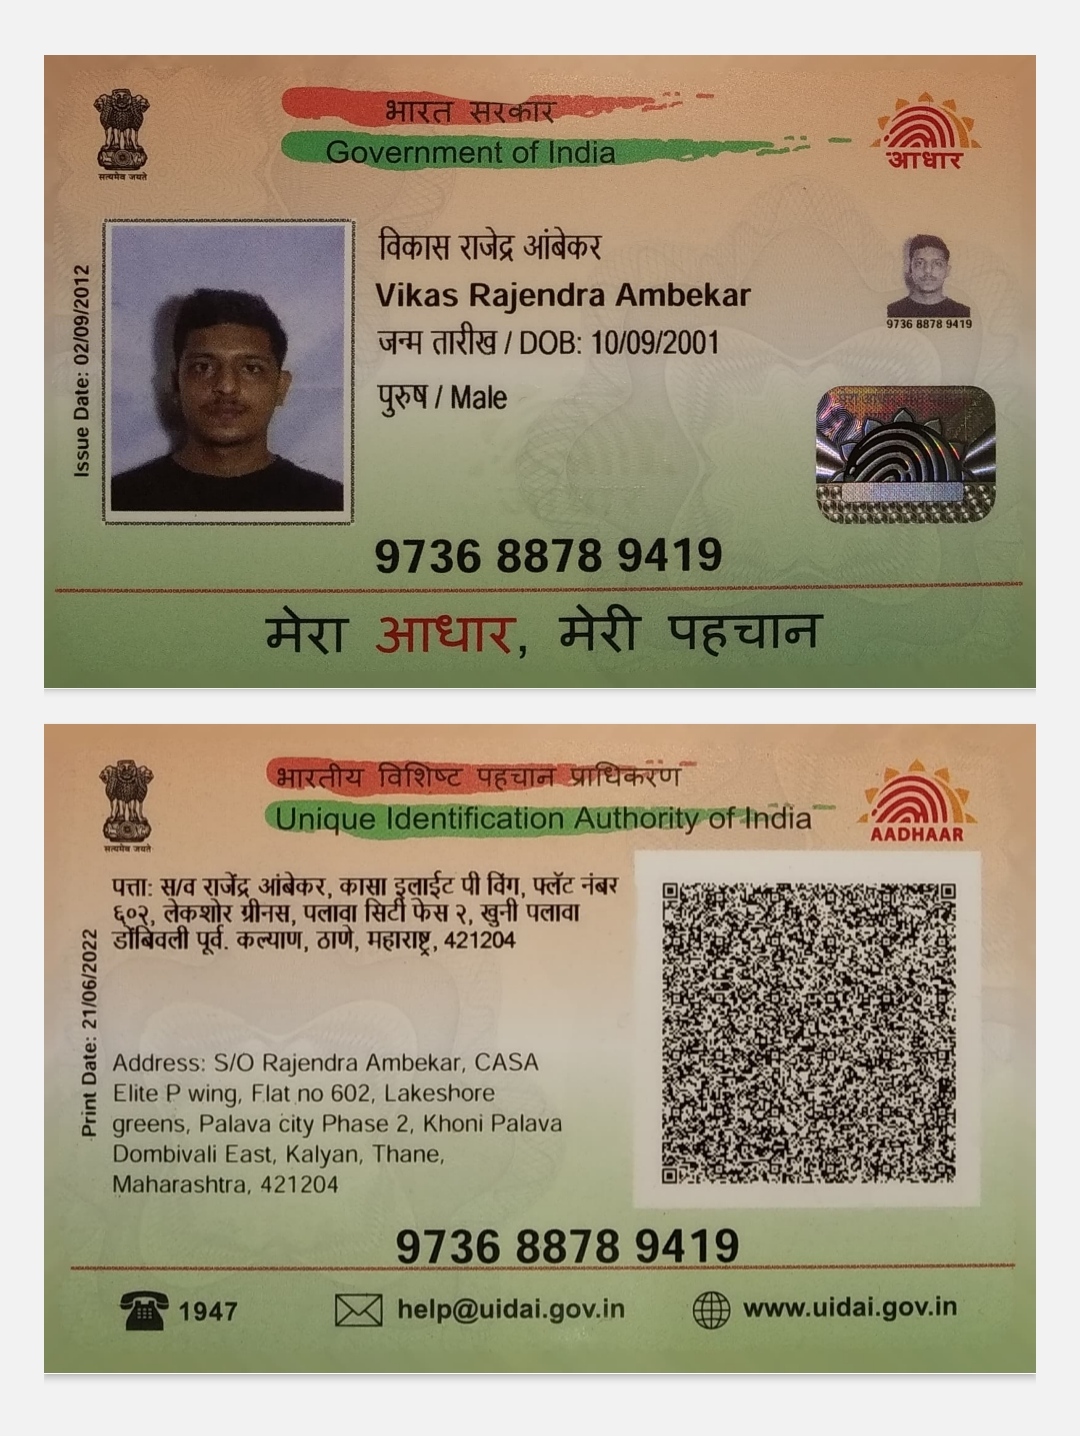 सत्यमेव जयते
भारत सरकार
Government of India
आधार
Issue Date: 02/09/2012
विकास राजेद्र आंबेकर
Vikas Rajendra Ambekar
जन्म तारीख / DOB: 10/09/2001
पुरुष / Male
9736 8878 9419
9736 8878 9419
मेरा आधार, मेरी पहचान
सत्यमेव जयते
भारतीय विशिष्ट पहचान प्राधिकरण
Unique Identification Authority of India
AADHAAR
Print Date: 21/06/2022
पत्ता: स/व राजेंद्र आंबेकर, कासा इलाईट पी विंग, फ्लॅट नंबर
६०२, लेकशोर ग्रीनस, पलावा सिटी फेस २, खुनी पलावा
डोंबिवली पूर्व. कल्याण, ठाणे, महाराष्ट्र, 421204
Address: S/O Rajendra Ambekar, CASA
Elite P wing, Flat no 602, Lakeshore
greens, Palava city Phase 2, Khoni Palava
Dombivali East, Kalyan, Thane,
Maharashtra, 421204
9736 8878 9419
1947
help@uidai.gov.in
www.uidai.gov.in